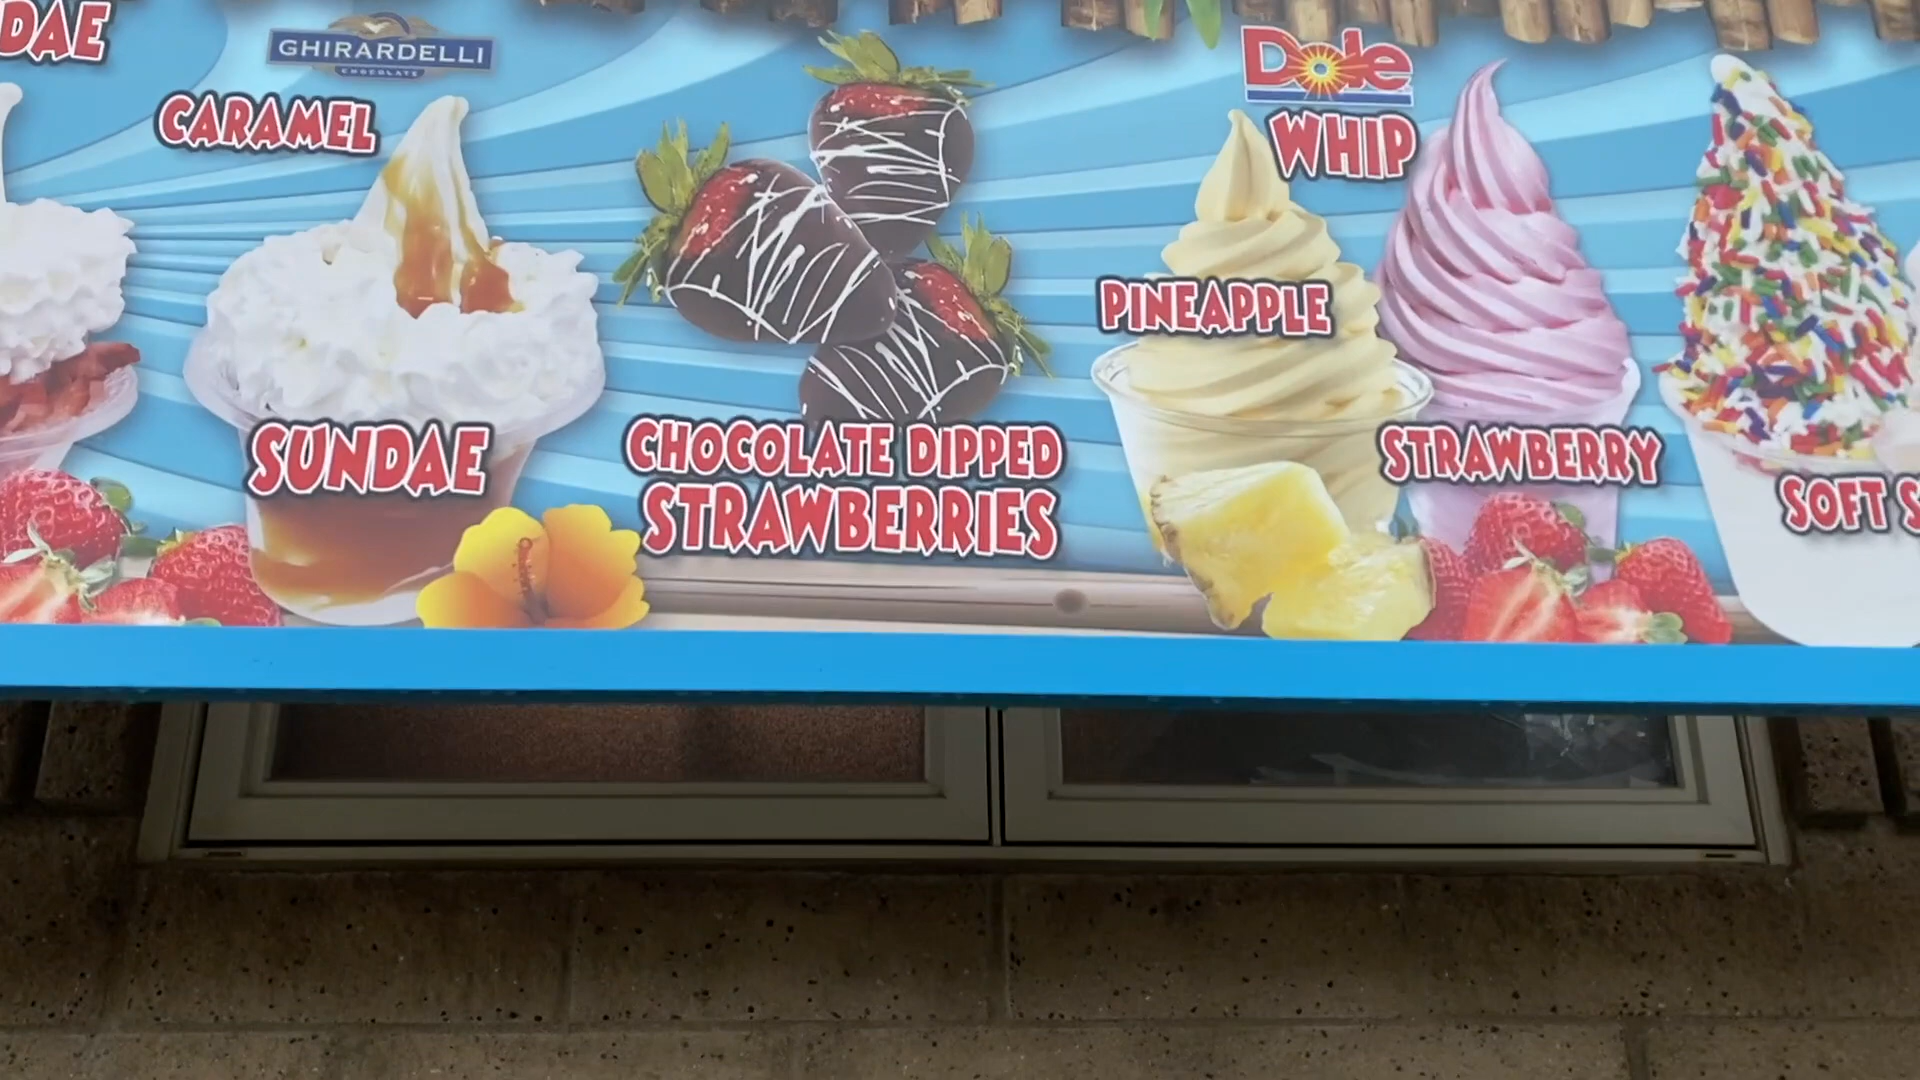 DAE
GHIRARDELLI
CHOCOLATE
CARAMEL
SUNDAE
CHOCOLATE DIPPED
STRAWBERRIES
Dole
WHIP
PINEAPPLE
STRAWBERRY
SOFT S